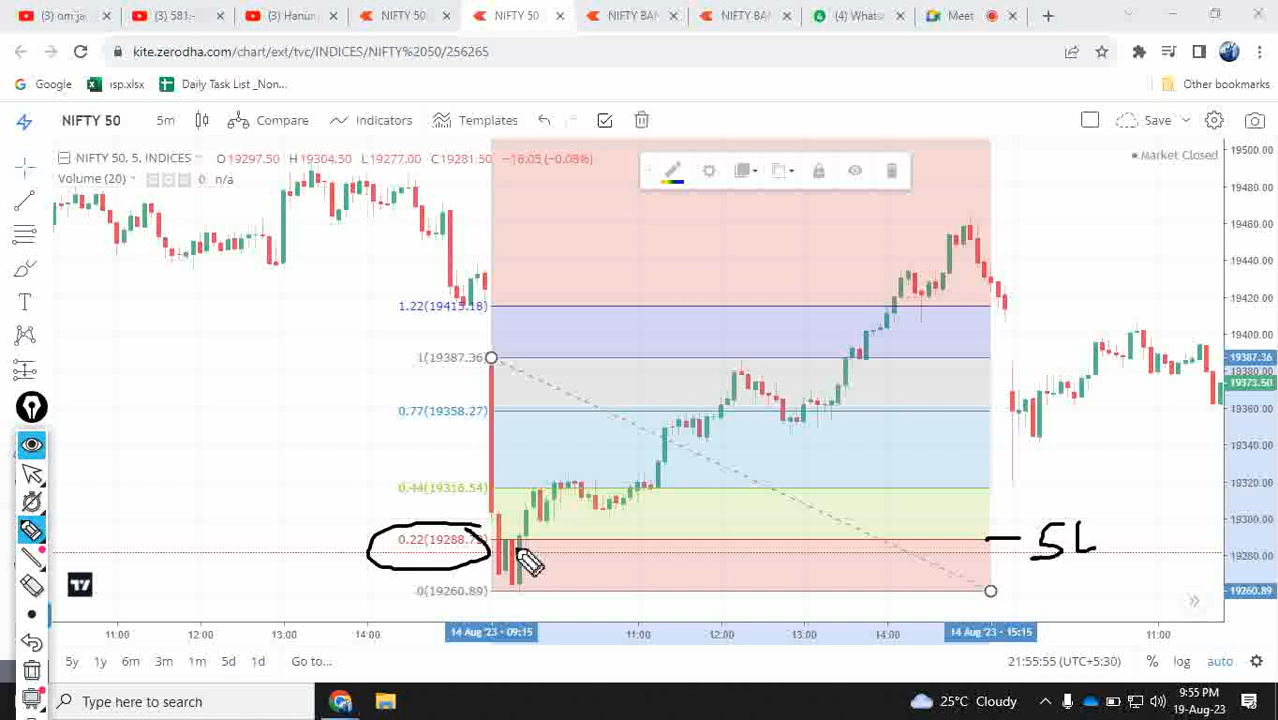 (3) om jai
(3) 581:-
(3) Hanum
NIFTY 50
NIFTY 50
NIFTY BAN
NIFTY BAN
(4) Whats
Meet
kite.zerodha.com/chart/ext/tvc/INDICES/NIFTY%2050/256265
Google
ısp.xlsx
Daily Task List _Non...
Other bookmarks
NIFTY 50
5m
Compare
Indicators
Templates
Save
NIFTY 50, 5, INDICES
O19297.50 H19304.50 L19277.00 C19281.50 −16.05 (−0.08%)
Market Closed
Volume (20)
0 n/a
19500.00
19480.00
19460.00
19440.00
19420.00
19400.00
19387.36
19380.00
19373.50
19360.00
19340.00
19320.00
19300.00
19280.00
19260.89
1.22(19415.18)
1(19387.36)
0.77(19358.27)
0.44(19316.54)
0.22(19288.7
0(19260.89)
SL
11:00
12:00
13:00
14:00
14 Aug '23 - 09:15
11:00
12:00
13:00
14:00
14 Aug '23 - 15:15
11:00
5y
1y
6m
3m
1m
5d
1d
Go to...
21:55:55 (UTC+5:30)
%
log
auto
Type here to search
25°C Cloudy
9:55 PM
19-Aug-23